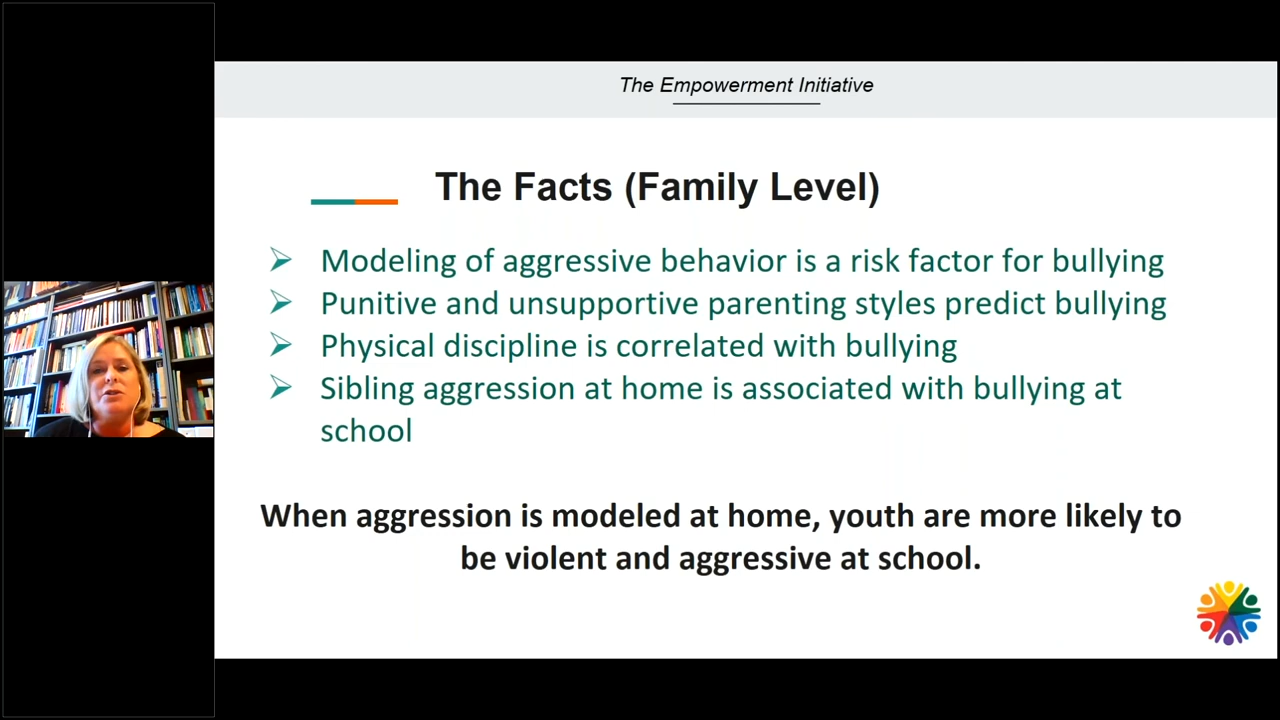 The Empowerment Initiative
The Facts (Family Level)
Modeling of aggressive behavior is a risk factor for bullying
Punitive and unsupportive parenting styles predict bullying
Physical discipline is correlated with bullying
Sibling aggression at home is associated with bullying at
school
When aggression is modeled at home, youth are more likely to
be violent and aggressive at school.